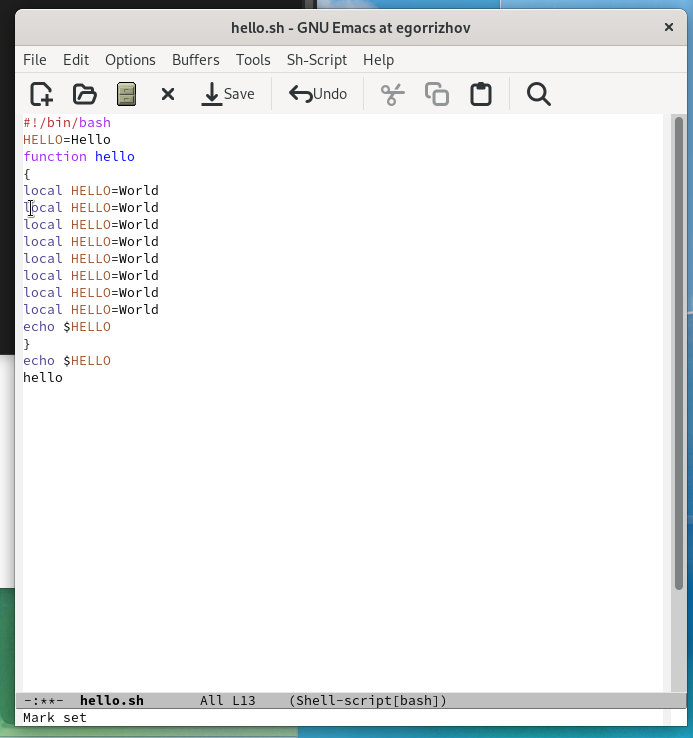 hello.sh - GNU Emacs at egorrizhov
File Edit Options Buffers Tools Sh-Script Help
Save Undo
#!/bin/bash
HELLO=Hello
function hello
{
local HELLO=World
local HELLO=World
local HELLO=World
local HELLO=World
local HELLO=World
local HELLO=World
local HELLO=World
local HELLO=World
echo $HELLO
}
echo $HELLO
hello
-:**- hello.sh All L13 (Shell-script[bash])
Mark set